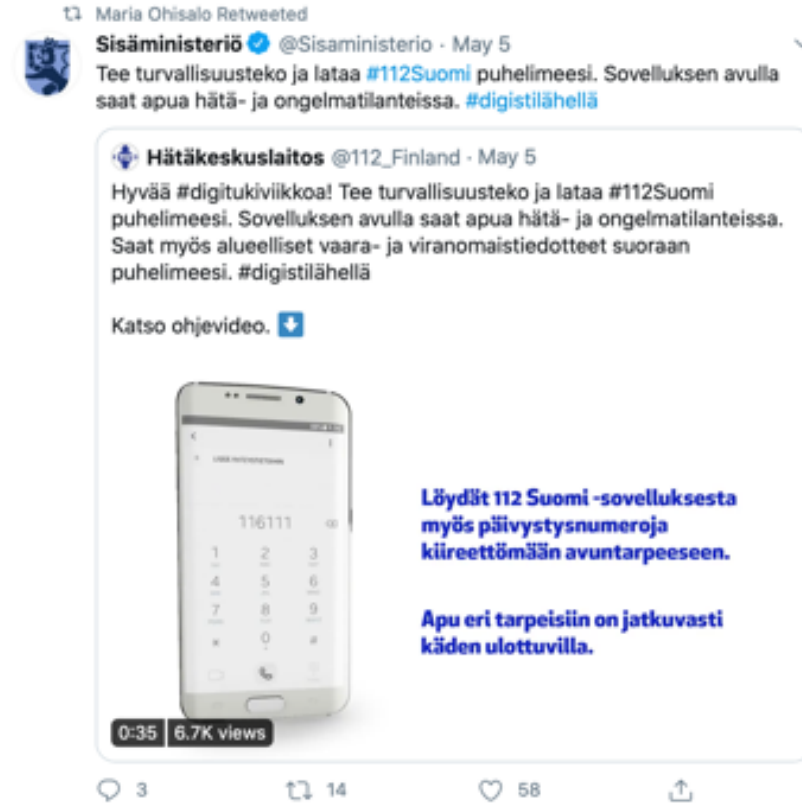 Maria Ohisalo Retweeted
Sisäministeriö @Sisaministerio · May 5
Tee turvallisuusteko ja lataa #112Suomi puhelimeesi. Sovelluksen avulla
saat apua hätä- ja ongelmatilanteissa. #digistilähellä
Hätäkeskuslaitos @112_Finland · May 5
Hyvää #digitukiviikkoa! Tee turvallisuusteko ja lataa #112Suomi
puhelimeesi. Sovelluksen avulla saat apua hätä- ja ongelmatilanteissa.
Saat myös alueelliset vaara- ja viranomaistiedotteet suoraan
puhelimeesi. #digistilähellä
Katso ohjevideo.
116111
1 2 3
4 5 6
7 8 9
* 0 #
Löydät 112 Suomi -sovelluksesta
myös päivystysnumeroja
kiireettömään avuntarpeeseen.
Apu eri tarpeisiin on jatkuvasti
käden ulottuvilla.
0:35 6.7K views
3 14 58